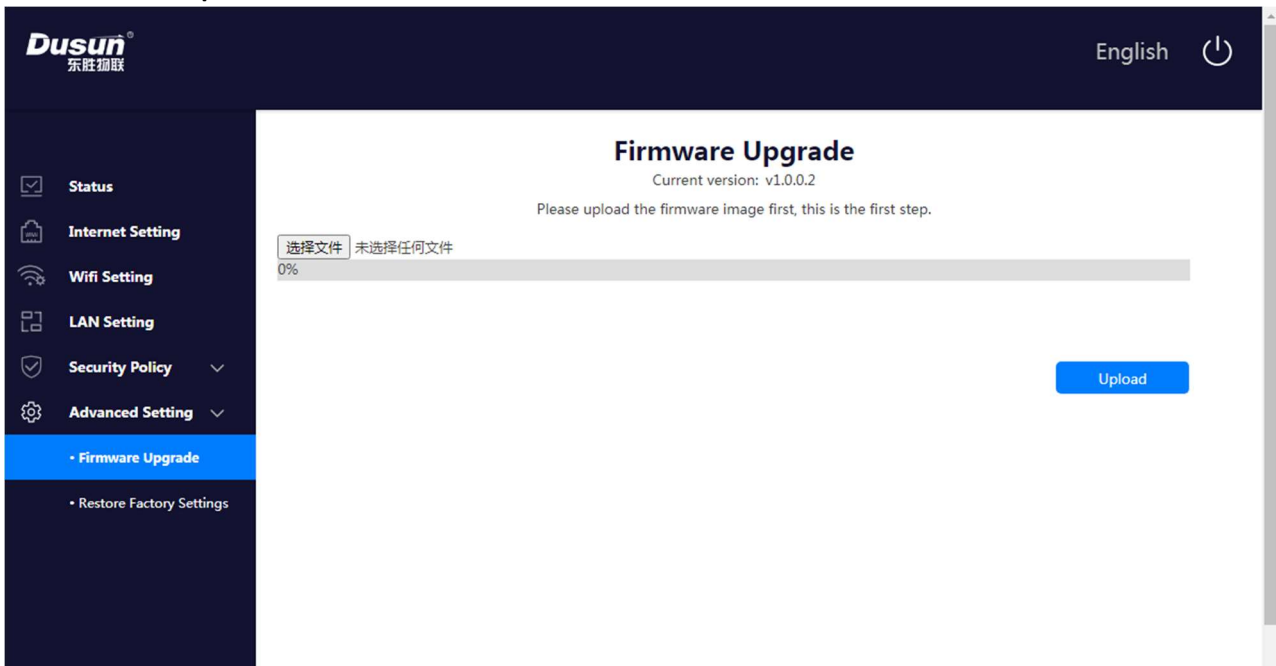 Dusun®
东胜物联
English
Status
Internet Setting
Wifi Setting
LAN Setting
Security Policy
Advanced Setting
• Firmware Upgrade
• Restore Factory Settings
Firmware Upgrade
Current version: v1.0.0.2
Please upload the firmware image first, this is the first step.
选择文件 未选择任何文件
0%
Upload